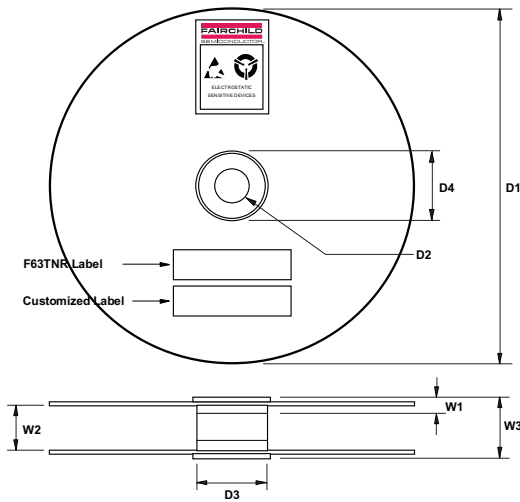 FAIRCHILD
SEMICONDUCTOR
ELECTROSTATIC
SENSITIVE DEVICES
D4
D1
D2
F63TNR Label
Customized Label
W1
W2
W3
D3